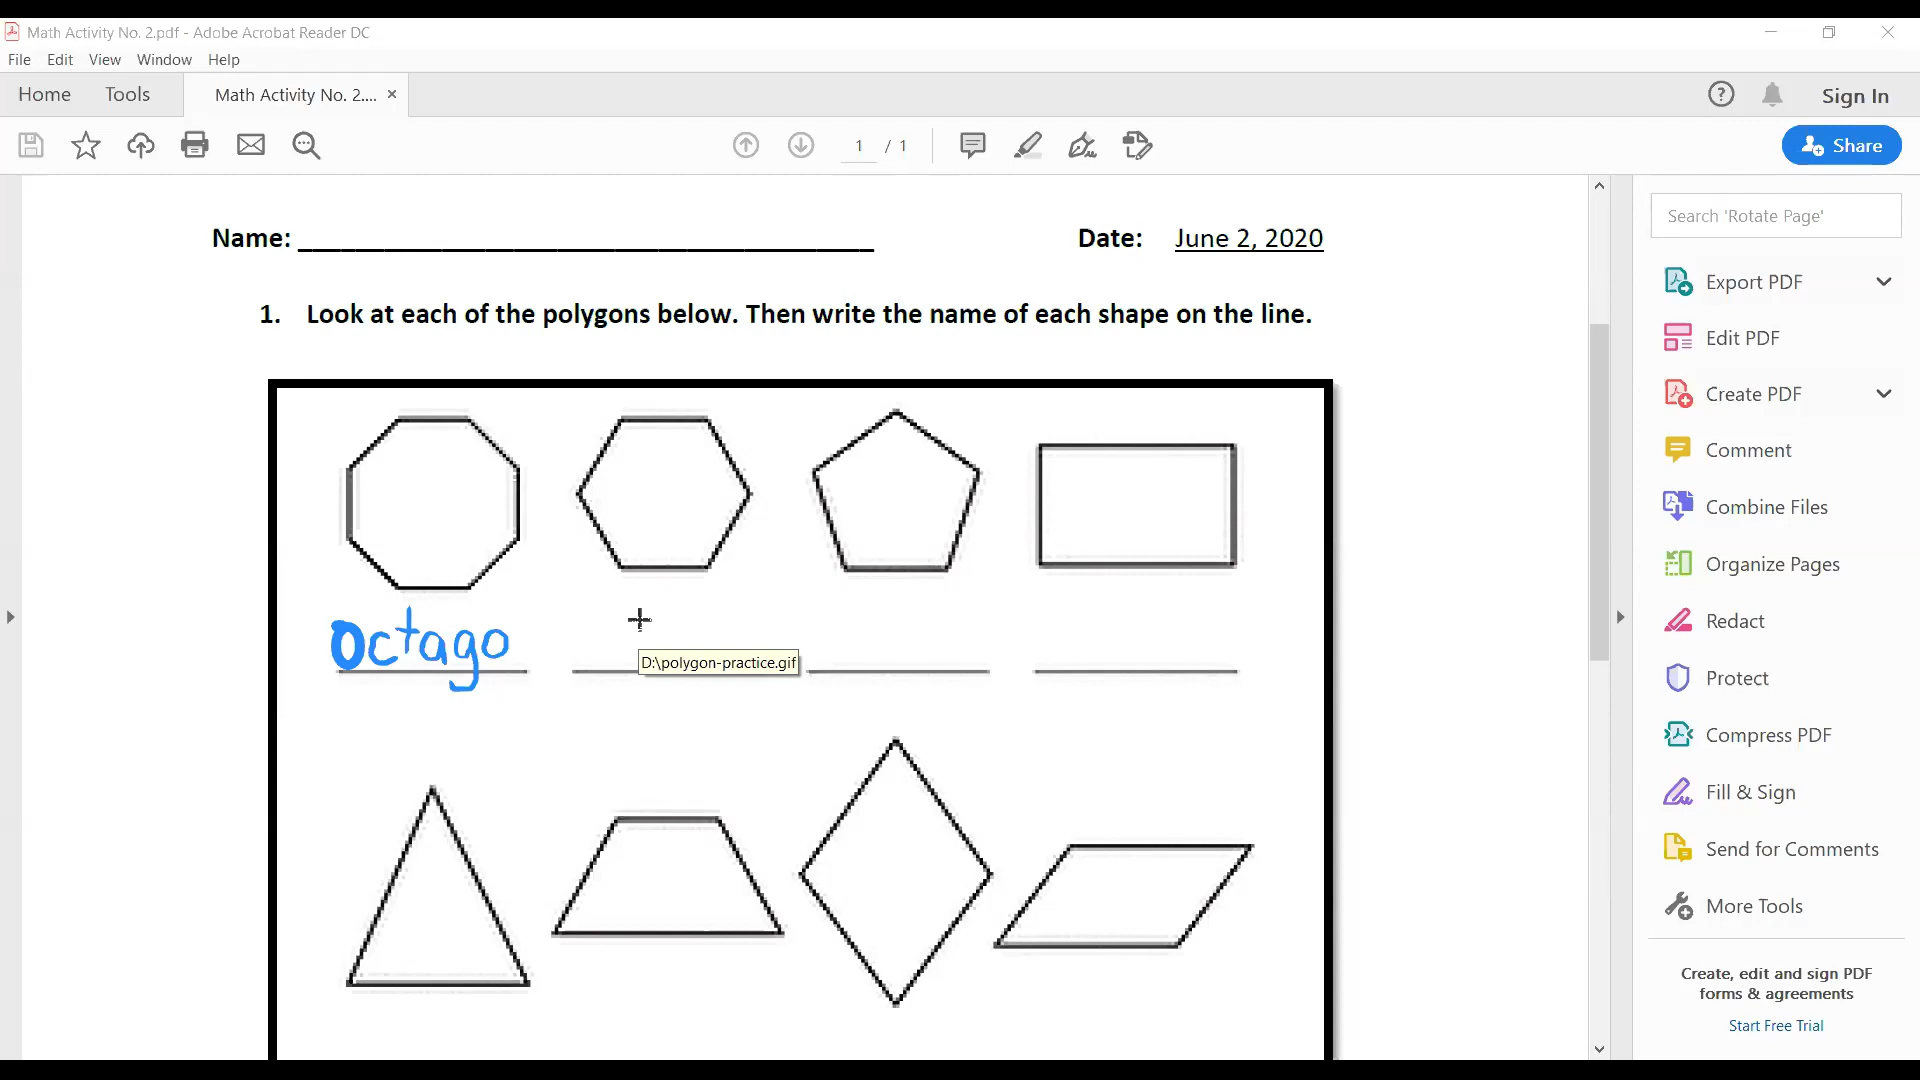 Math Activity No. 2.pdf - Adobe Acrobat Reader DC
File Edit View Window Help
Home Tools Math Activity No. 2.... × Sign In
1 / 1 Share
Name: ________________________________________ Date: June 2, 2020
1. Look at each of the polygons below. Then write the name of each shape on the line.
Octago
D:\polygon-practice.gif
Search 'Rotate Page'
Export PDF
Edit PDF
Create PDF
Comment
Combine Files
Organize Pages
Redact
Protect
Compress PDF
Fill & Sign
Send for Comments
More Tools
Create, edit and sign PDF
forms & agreements
Start Free Trial